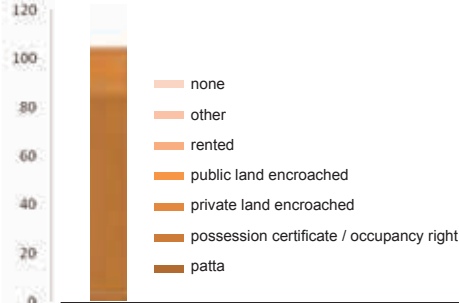 120
100
80
60
40
20
0
none
other
rented
public land encroached
private land encroached
possession certificate / occupancy right
patta